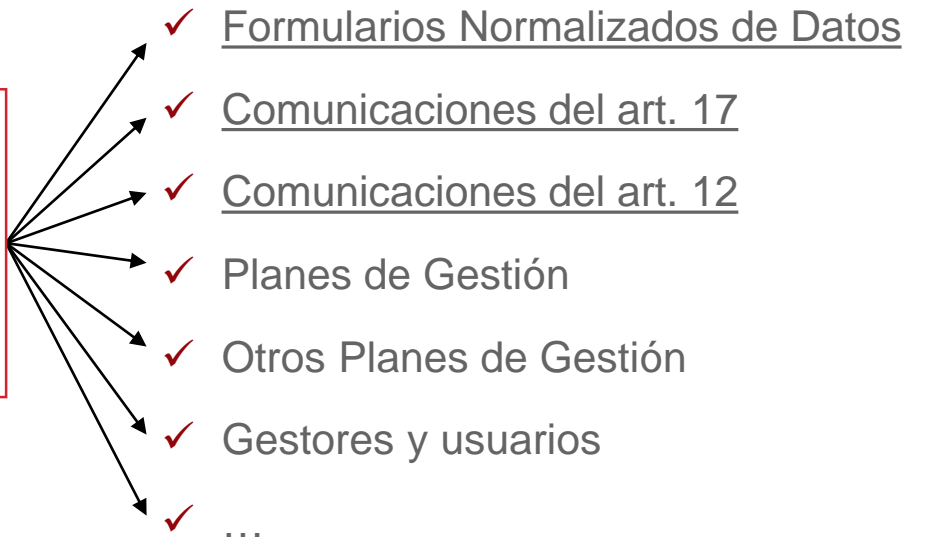 ✓ Formularios Normalizados de Datos
✓ Comunicaciones del art. 17
✓ Comunicaciones del art. 12
✓ Planes de Gestión
✓ Otros Planes de Gestión
✓ Gestores y usuarios
✓ ...